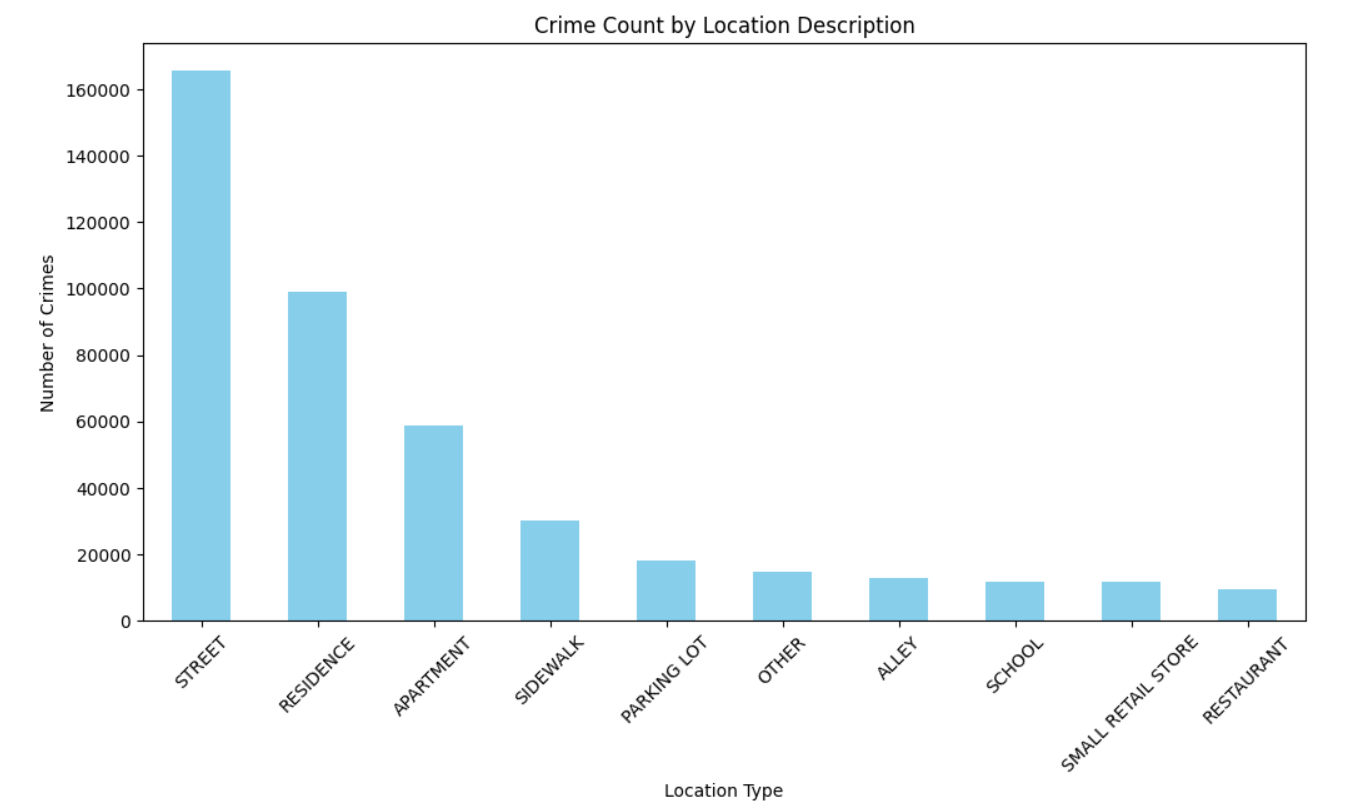 Crime Count by Location Description
160000
140000
120000
100000
80000
60000
40000
20000
0
Number of Crimes
STREET
RESIDENCE
APARTMENT
SIDEWALK
PARKING LOT
OTHER
ALLEY
SCHOOL
SMALL RETAIL STORE
RESTAURANT
Location Type